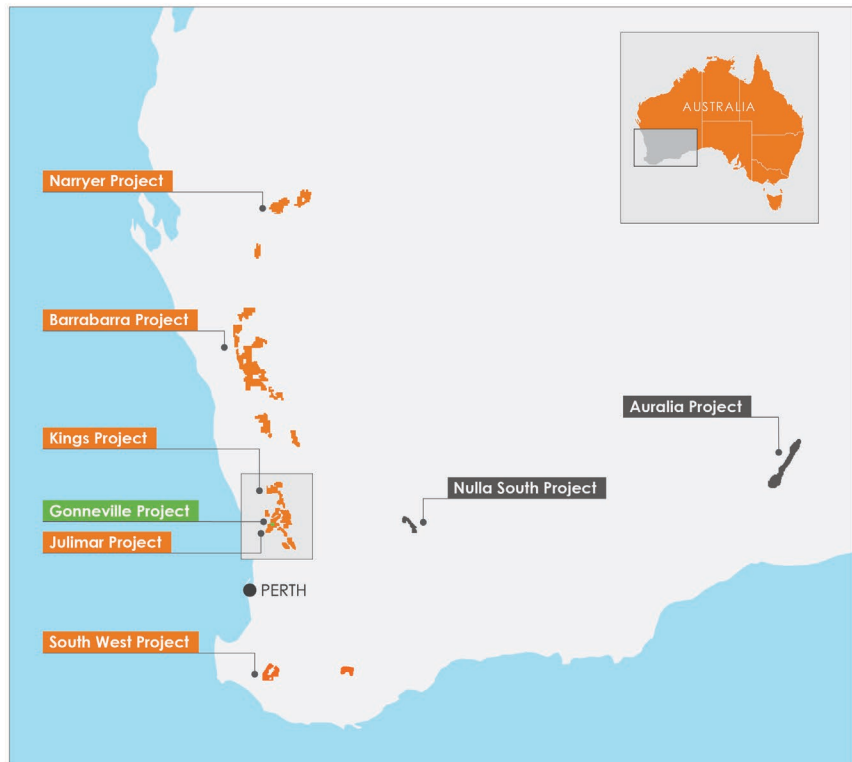 AUSTRALIA
Narryer Project
Barrabarra Project
Auralia Project
Kings Project
Nulla South Project
Gonneville Project
Julimar Project
PERTH
South West Project